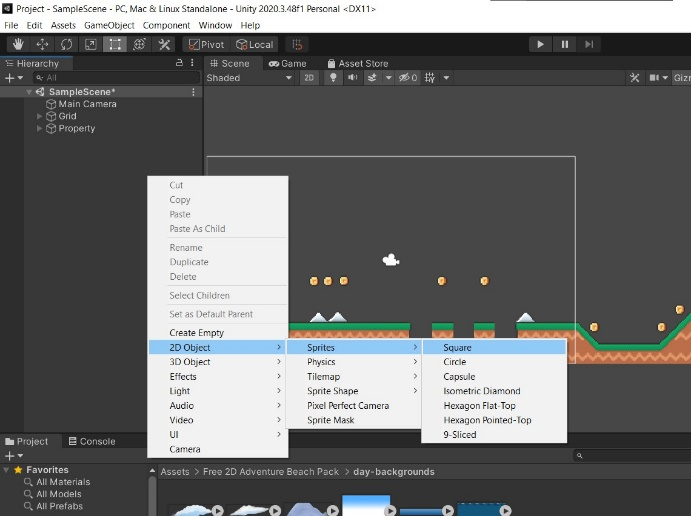 Project - SampleScene - PC, Mac & Linux Standalone - Unity 2020.3.48f1 Personal <DX11>
File Edit Assets GameObject Component Window Help
Pivot Local
Hierarchy
All
SampleScene*
Main Camera
Grid
Property
Scene Game Asset Store
Shaded 2D 0 Giz
Cut
Copy
Paste
Paste As Child
Rename
Duplicate
Delete
Select Children
Set as Default Parent
Create Empty
2D Object
3D Object
Effects
Light
Audio
Video
UI
Camera
Sprites
Physics
Tilemap
Sprite Shape
Pixel Perfect Camera
Sprite Mask
Square
Circle
Capsule
Isometric Diamond
Hexagon Flat-Top
Hexagon Pointed-Top
9-Sliced
Project Console
Favorites
All Materials
All Models
All Prefabs
Assets > Free 2D Adventure Beach Pack > day-backgrounds